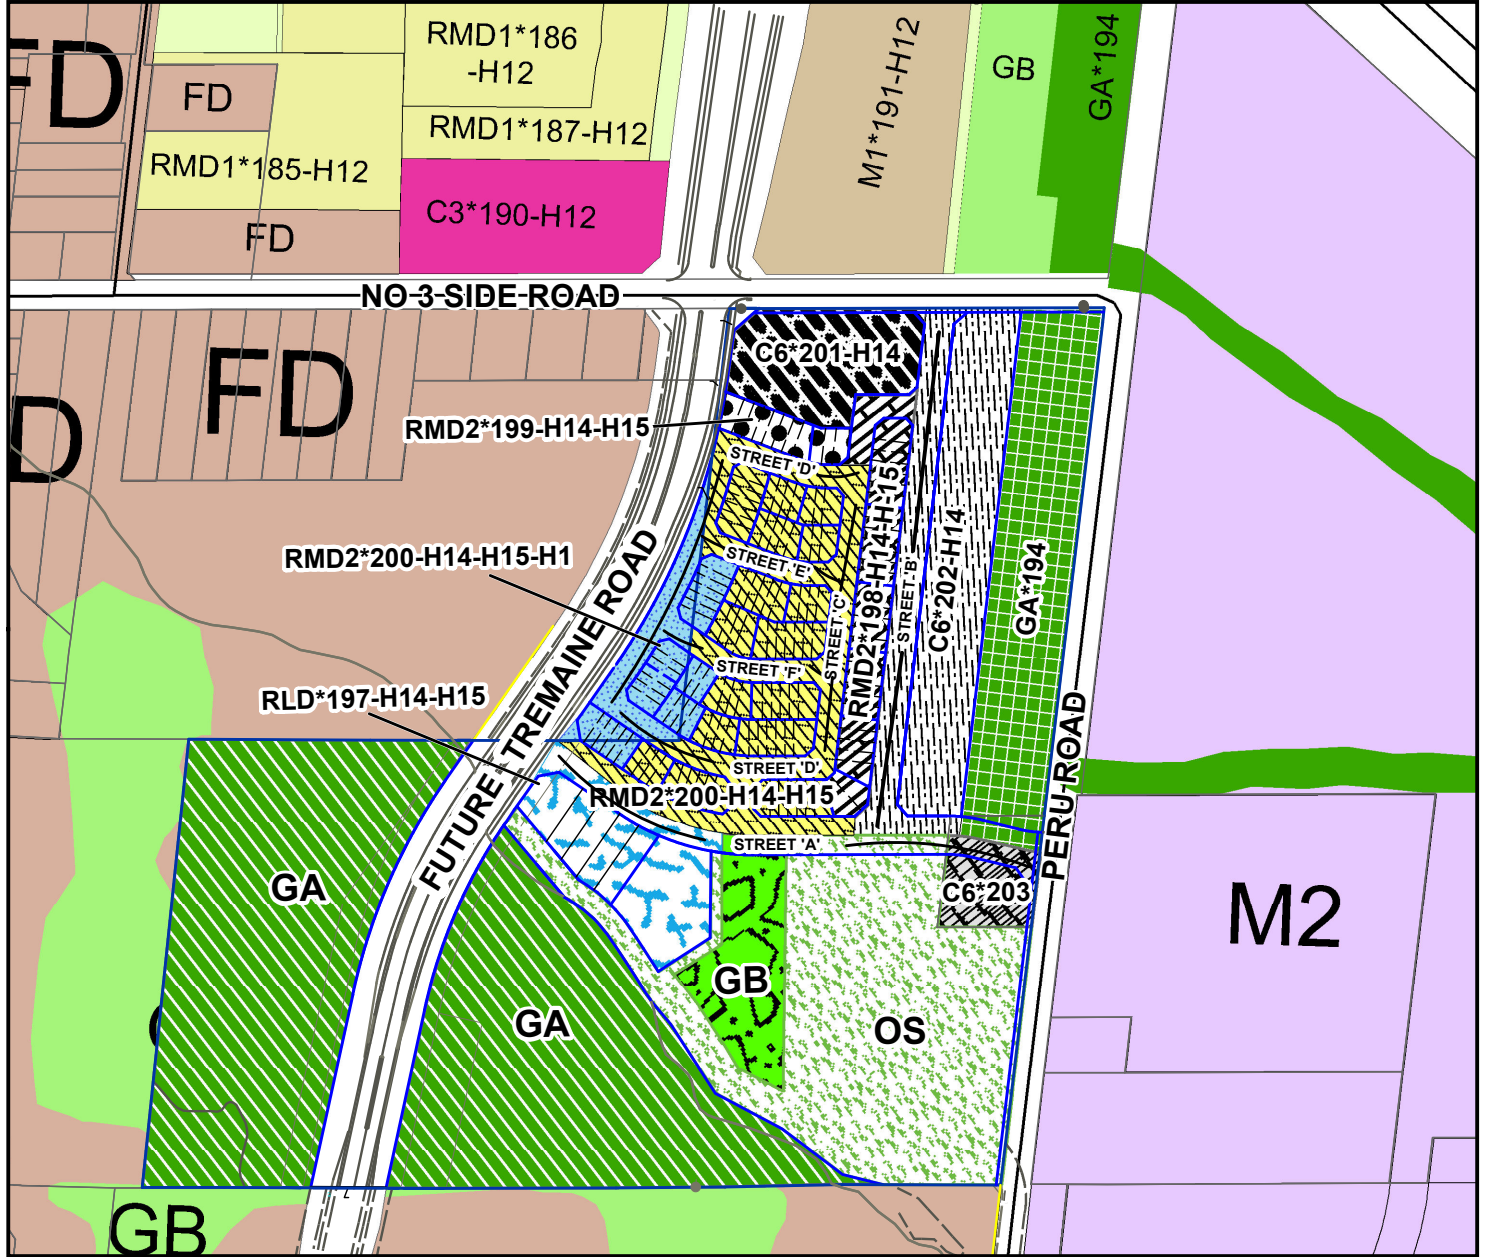 FD
RMD1*186
-H12
M1*191-H12
GB
GA*194
FD
RMD1*187-H12
RMD1*185-H12
C3*190-H12
FD
NO 3 SIDE ROAD
FD
C6*201-H14
D
RMD2*199-H14-H15
STREET 'D'
RMD2*198-H14-H-15
C6*202-H14
GA*194
RMD2*200-H14-H15-H1
STREET 'E'
STREET 'B'
STREET 'C'
FUTURE TREMAINE ROAD
STREET 'F'
RLD*197-H14-H15
STREET 'D'
RMD2*200-H14-H15
STREET 'A'
PERU ROAD
GA
C6*203
M2
GB
GA
OS
GB